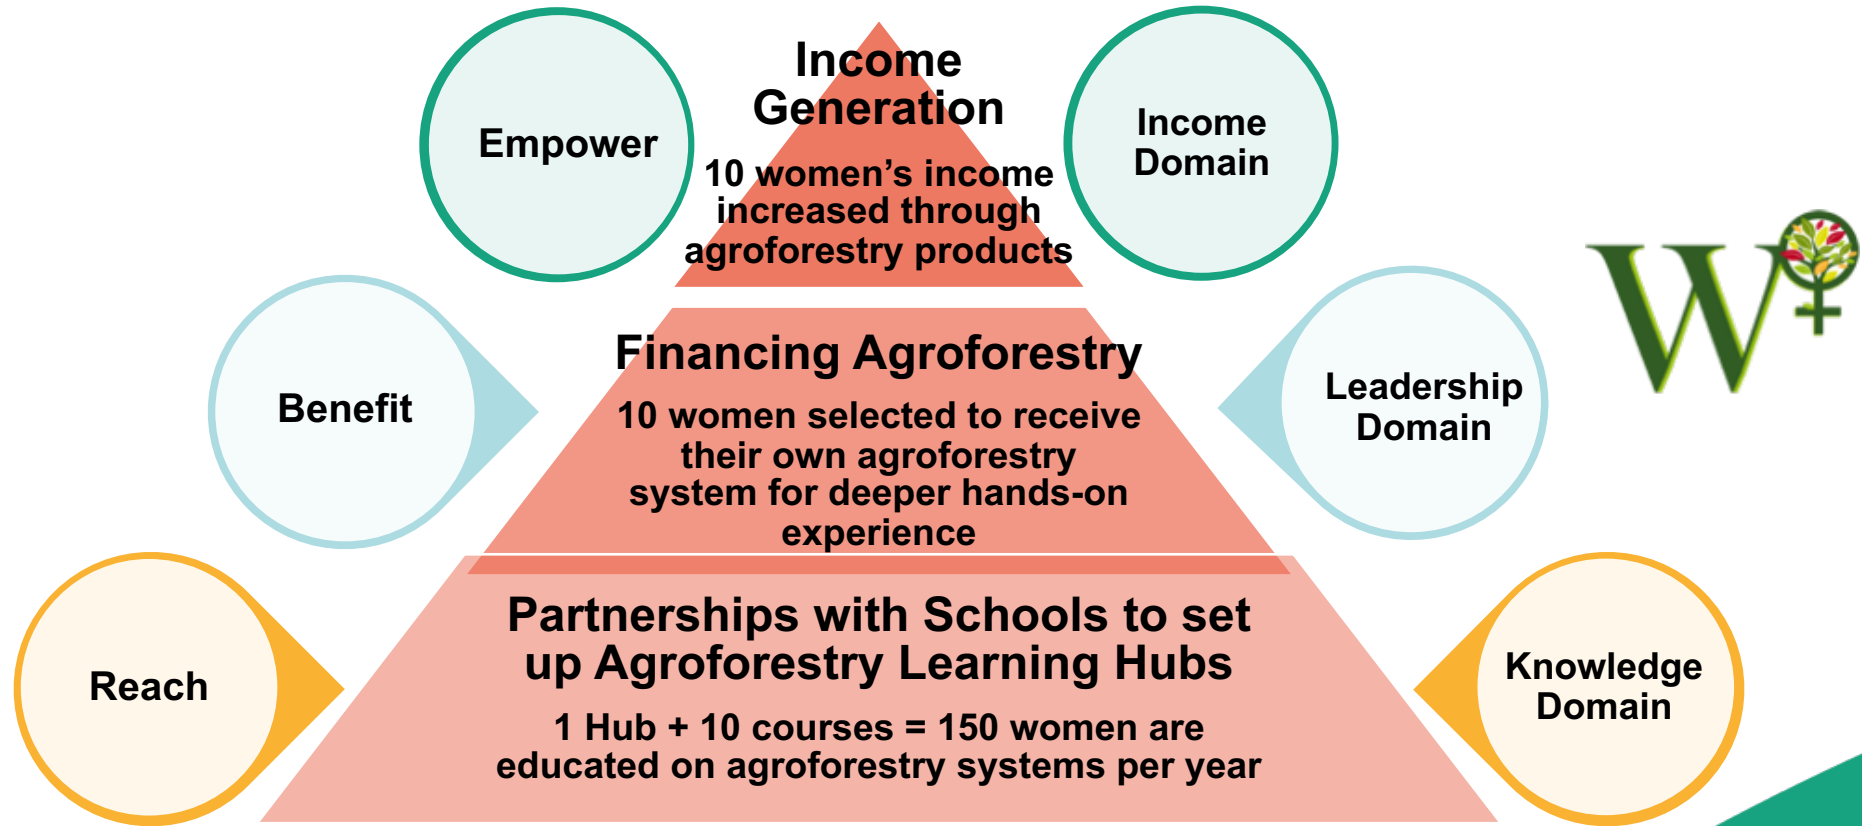 Empower
Income
Generation
10 women's income
increased through
agroforestry products
Income
Domain
W
Benefit
Financing Agroforestry
10 women selected to receive
their own agroforestry
system for deeper hands-on
experience
Leadership
Domain
Reach
Partnerships with Schools to set
up Agroforestry Learning Hubs
1 Hub + 10 courses = 150 women are
educated on agroforestry systems per year
Knowledge
Domain